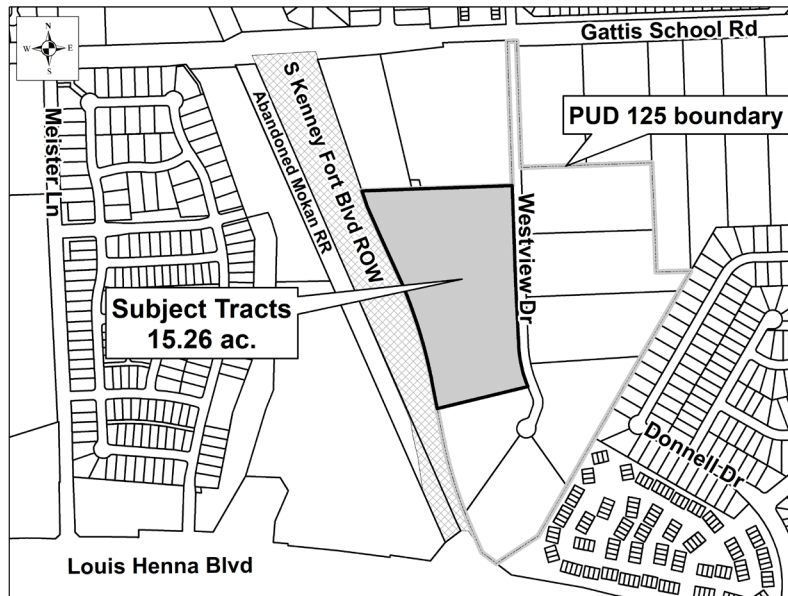 Gattis School Rd
N
W E
S
PUD 125 boundary
Meister Ln
S Kenney Fort Blvd ROW
Abandoned Mokan RR
Westview Dr
Subject Tracts
15.26 ac.
Donnell Dr
Louis Henna Blvd